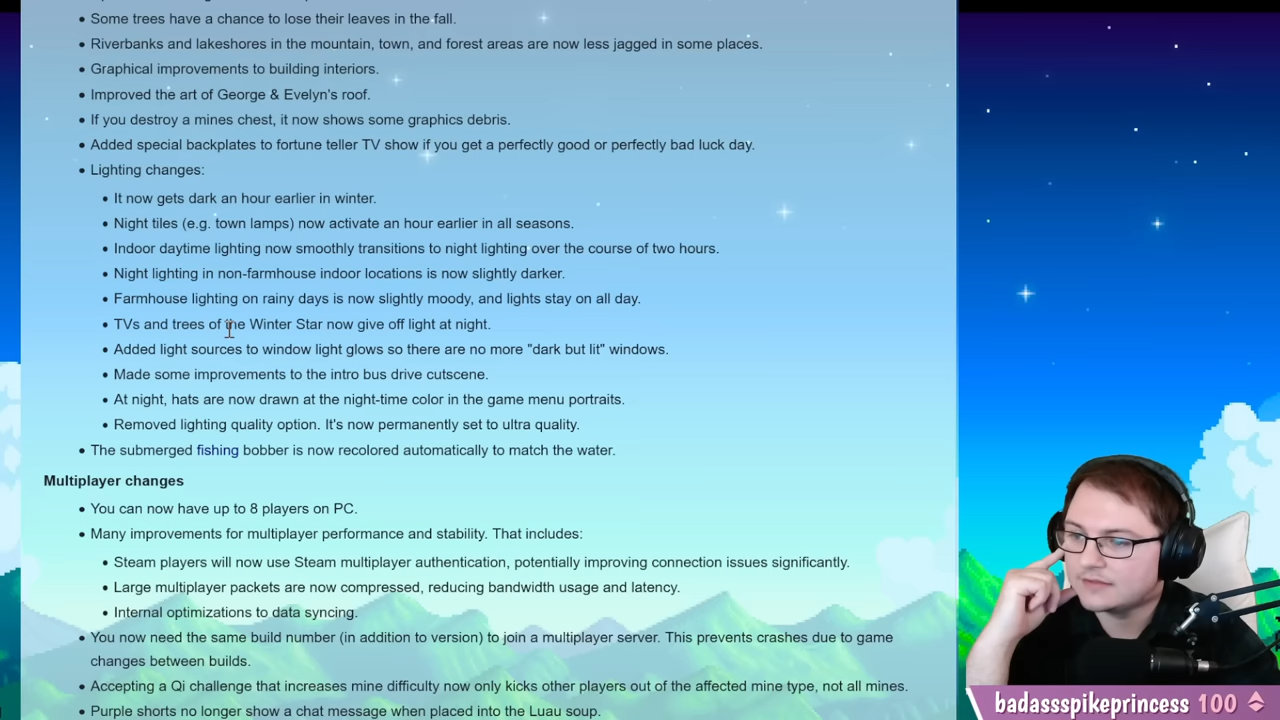 Some trees have a chance to lose their leaves in the fall.
Riverbanks and lakeshores in the mountain, town, and forest areas are now less jagged in some places.
Graphical improvements to building interiors.
Improved the art of George & Evelyn's roof.
If you destroy a mines chest, it now shows some graphics debris.
Added special backplates to fortune teller TV show if you get a perfectly good or perfectly bad luck day.
Lighting changes:
It now gets dark an hour earlier in winter.
Night tiles (e.g. town lamps) now activate an hour earlier in all seasons.
Indoor daytime lighting now smoothly transitions to night lighting over the course of two hours.
Night lighting in non-farmhouse indoor locations is now slightly darker.
Farmhouse lighting on rainy days is now slightly moody, and lights stay on all day.
TVs and trees of the Winter Star now give off light at night.
Added light sources to window light glows so there are no more "dark but lit" windows.
Made some improvements to the intro bus drive cutscene.
At night, hats are now drawn at the night-time color in the game menu portraits.
Removed lighting quality option. It's now permanently set to ultra quality.
The submerged fishing bobber is now recolored automatically to match the water.
Multiplayer changes
You can now have up to 8 players on PC.
Many improvements for multiplayer performance and stability. That includes:
Steam players will now use Steam multiplayer authentication, potentially improving connection issues significantly.
Large multiplayer packets are now compressed, reducing bandwidth usage and latency.
Internal optimizations to data syncing.
You now need the same build number (in addition to version) to join a multiplayer server. This prevents crashes due to game
changes between builds.
Accepting a Qi challenge that increases mine difficulty now only kicks other players out of the affected mine type, not all mines.
Purple shorts no longer show a chat message when placed into the Luau soup.
badassspikeprincess 100